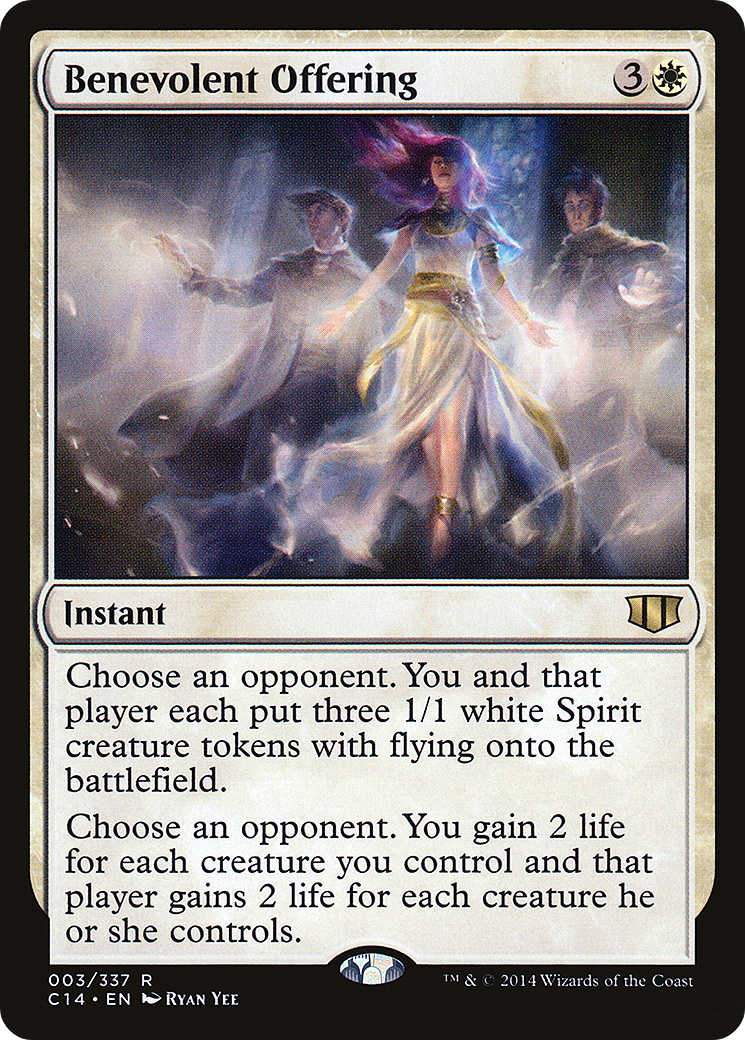 Benevolent Offering 3
Instant
Choose an opponent. You and that
player each put three 1/1 white Spirit
creature tokens with flying onto the
battlefield.
Choose an opponent. You gain 2 life
for each creature you control and that
player gains 2 life for each creature he
or she controls.
003/337 R
™ & © 2014 Wizards of the Coast
C14 • EN Ryan Yee